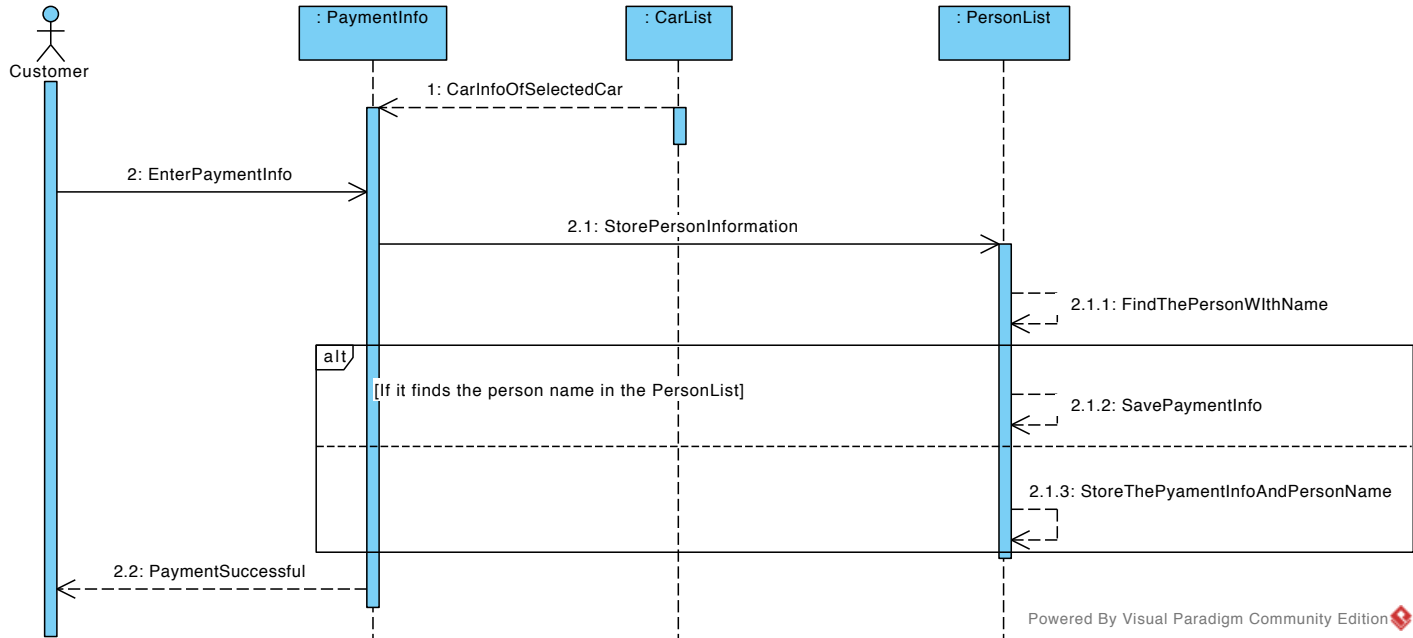 : PaymentInfo
: CarList
: PersonList
Customer
1: CarInfoOfSelectedCar
2: EnterPaymentInfo
2.1: StorePersonInformation
2.1.1: FindThePersonWIthName
alt
[If it finds the person name in the PersonList]
2.1.2: SavePaymentInfo
2.1.3: StoreThePyamentInfoAndPersonName
2.2: PaymentSuccessful
Powered By Visual Paradigm Community Edition